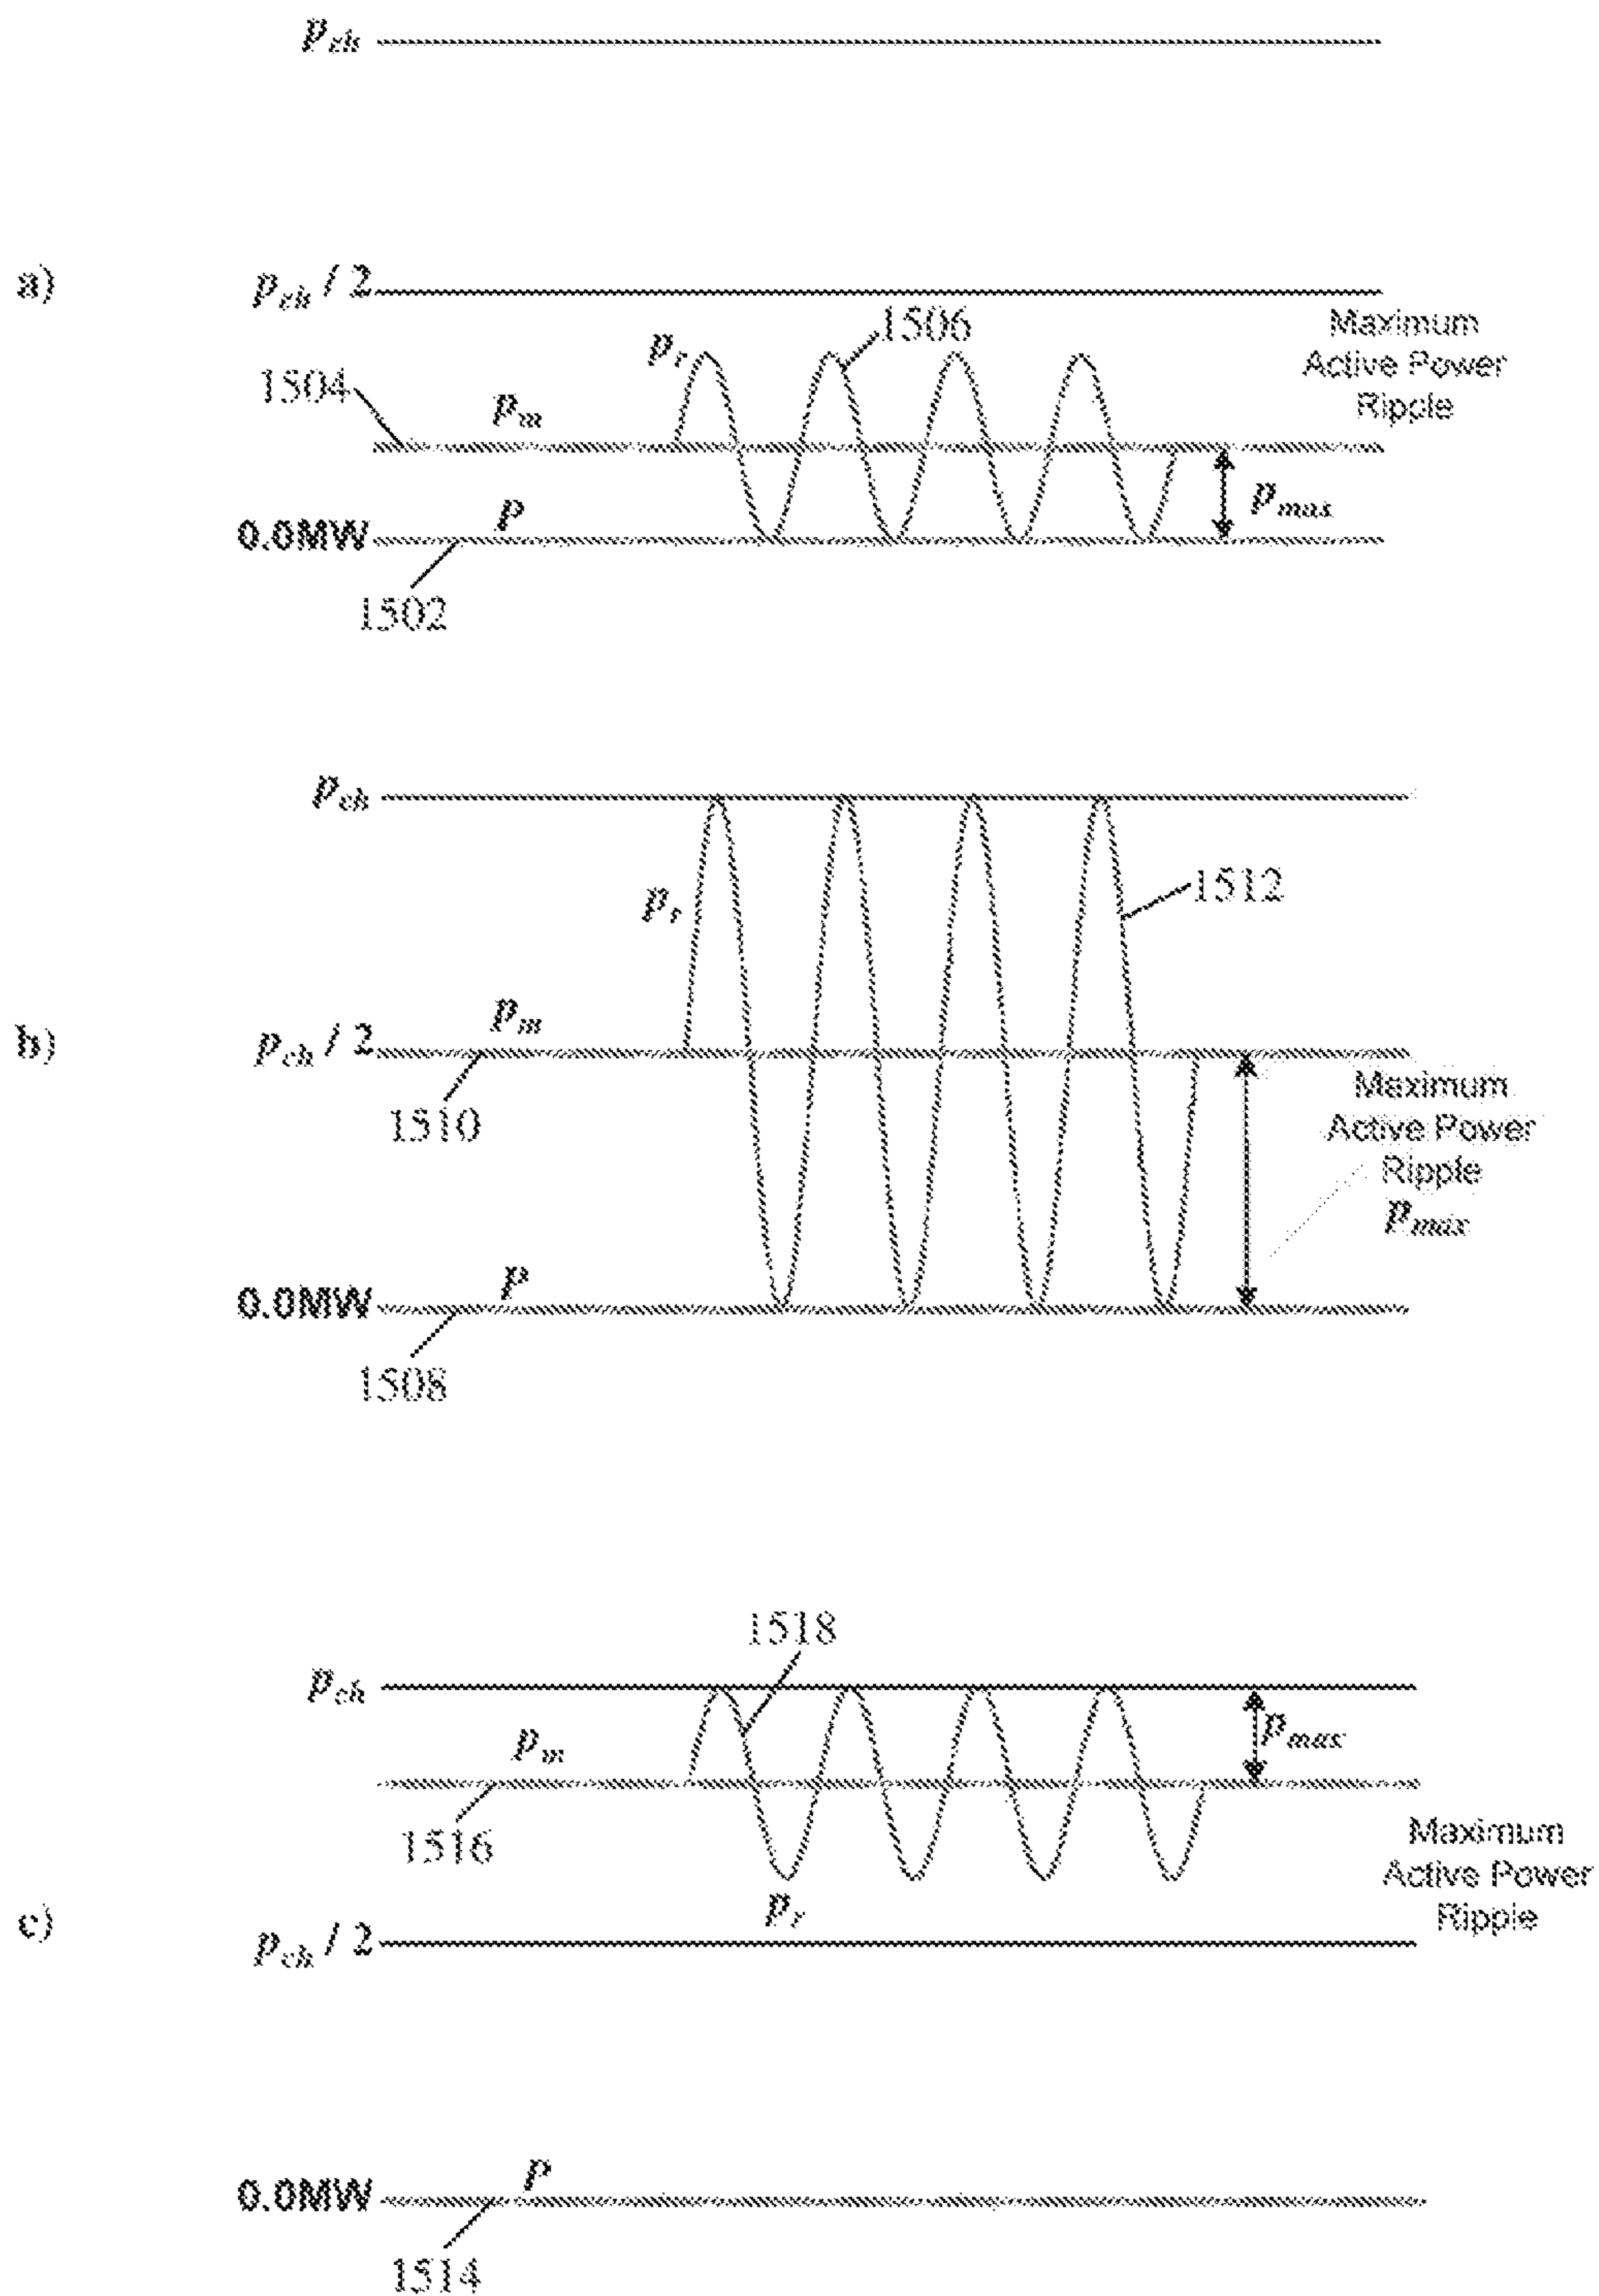 p_ch
a)
p_ch / 2
1506
Maximum
Active Power
Ripple
p_r
1504
p_m
p_max
p
0.0MW
1502
p_ch
1512
p_r
p_m
b)
p_ch / 2
Maximum
Active Power
Ripple
p_max
1510
p
0.0MW
1508
1518
p_ch
p_max
p_m
1516
Maximum
Active Power
Ripple
p_r
c)
p_ch / 2
p
0.0MW
1514